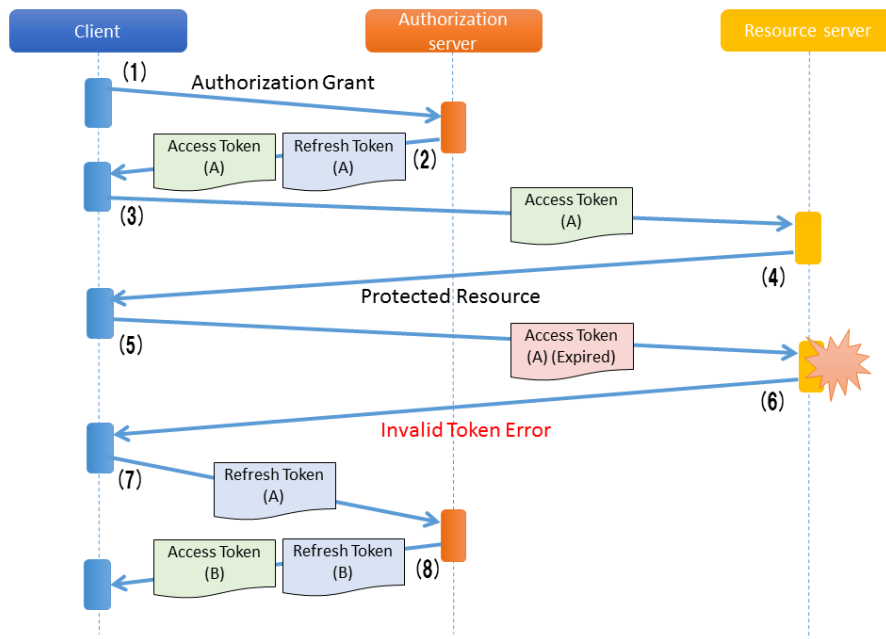 Client
Authorization
server
Resource server
(1)
Authorization Grant
Access Token
(A)
Refresh Token
(A)
(2)
(3)
Access Token
(A)
(4)
Protected Resource
(5)
Access Token
(A) (Expired)
(6)
Invalid Token Error
(7)
Refresh Token
(A)
Access Token
(B)
Refresh Token
(B)
(8)